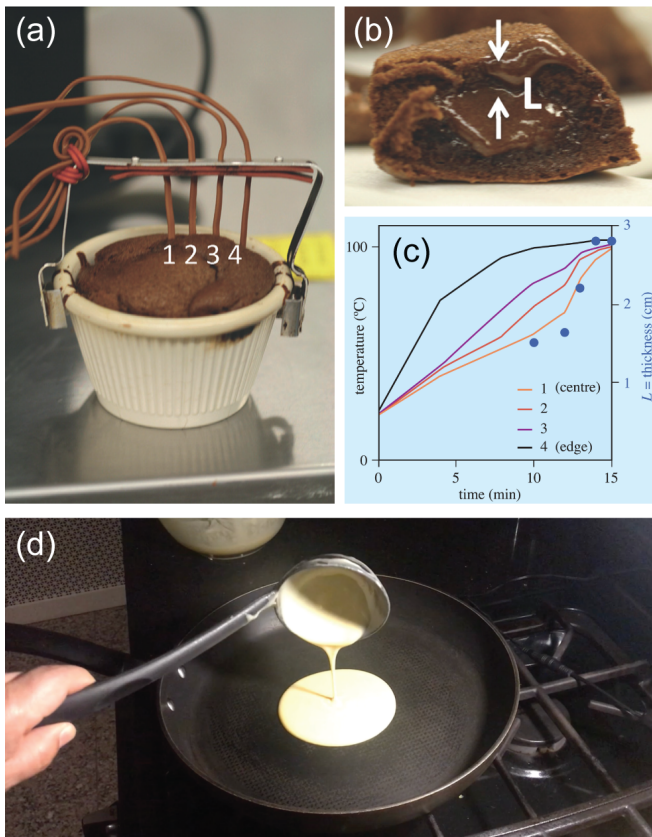 (a)
1 2 3 4
(b)
L
(c)
100
0
temperature (ºC)
3
2
1
L = thickness (cm)
1 (centre)
2
3
4 (edge)
0 5 10 15
time (min)
(d)